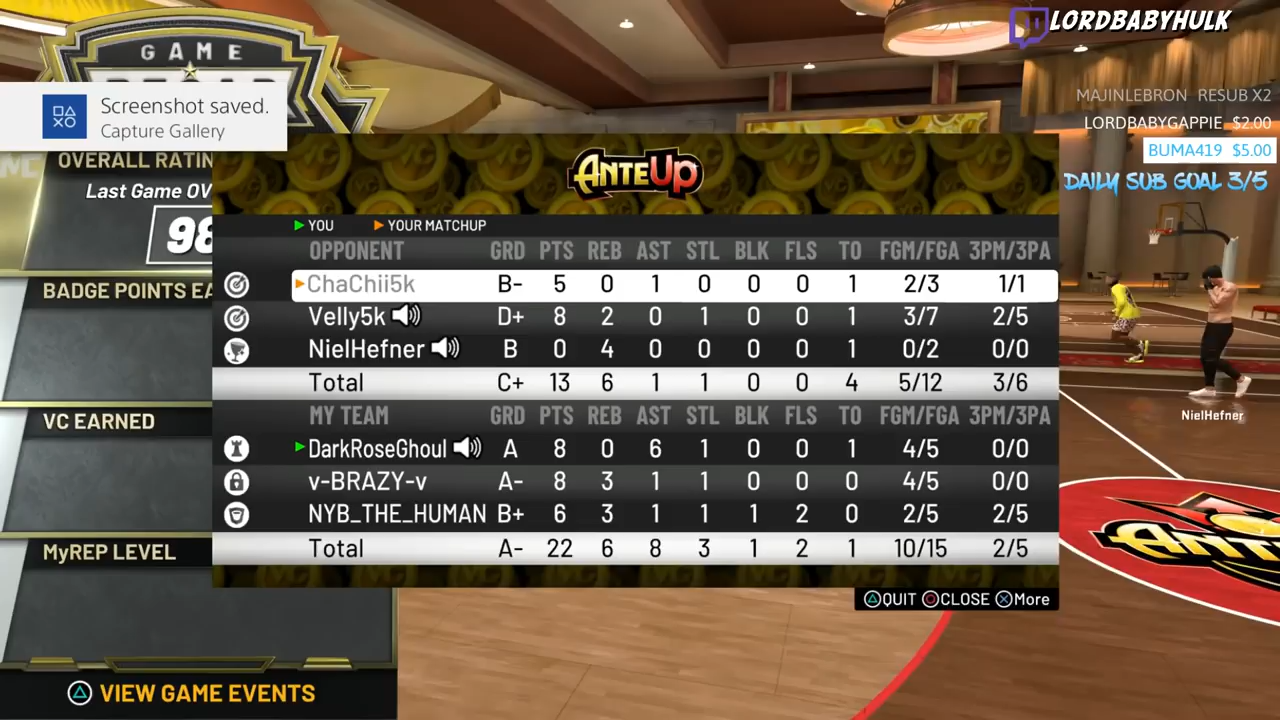 LORDBABYHULK
GAME
Screenshot saved.
Capture Gallery
MAJINLEBRON RESUB X2
LORDBABYGAPPIE $2.00
BUMA419 $5.00
DAILY SUB GOAL 3/5
OVERALL RATIN
Last Game OV
98
ANTEUP
YOU YOUR MATCHUP
OPPONENT GRD PTS REB AST STL BLK FLS TO FGM/FGA 3PM/3PA
ChaChii5k B- 5 0 1 0 0 0 1 2/3 1/1
Velly5k D+ 8 2 0 1 0 0 1 3/7 2/5
NielHefner B 0 4 0 0 0 0 1 0/2 0/0
Total C+ 13 6 1 1 0 0 4 5/12 3/6
MY TEAM GRD PTS REB AST STL BLK FLS TO FGM/FGA 3PM/3PA
DarkRoseGhoul A 8 0 6 1 0 0 1 4/5 0/0
v-BRAZY-v A- 8 3 1 1 0 0 0 4/5 0/0
NYB_THE_HUMAN B+ 6 3 1 1 1 2 0 2/5 2/5
Total A- 22 6 8 3 1 2 1 10/15 2/5
BADGE POINTS EA
VC EARNED
MyREP LEVEL
NielHefner
QUIT CLOSE More
VIEW GAME EVENTS